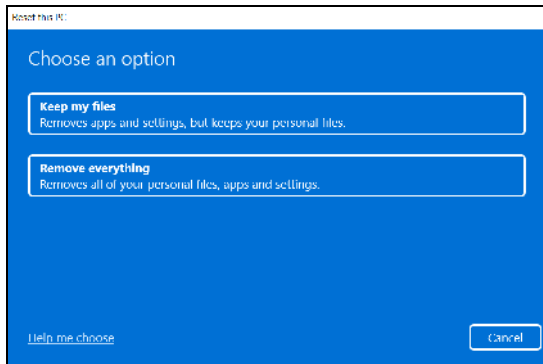 Reset this PC
Choose an option
Keep my files
Removes apps and settings, but keeps your personal files.
Remove everything
Removes all of your personal files, apps and settings.
Help me choose
Cancel